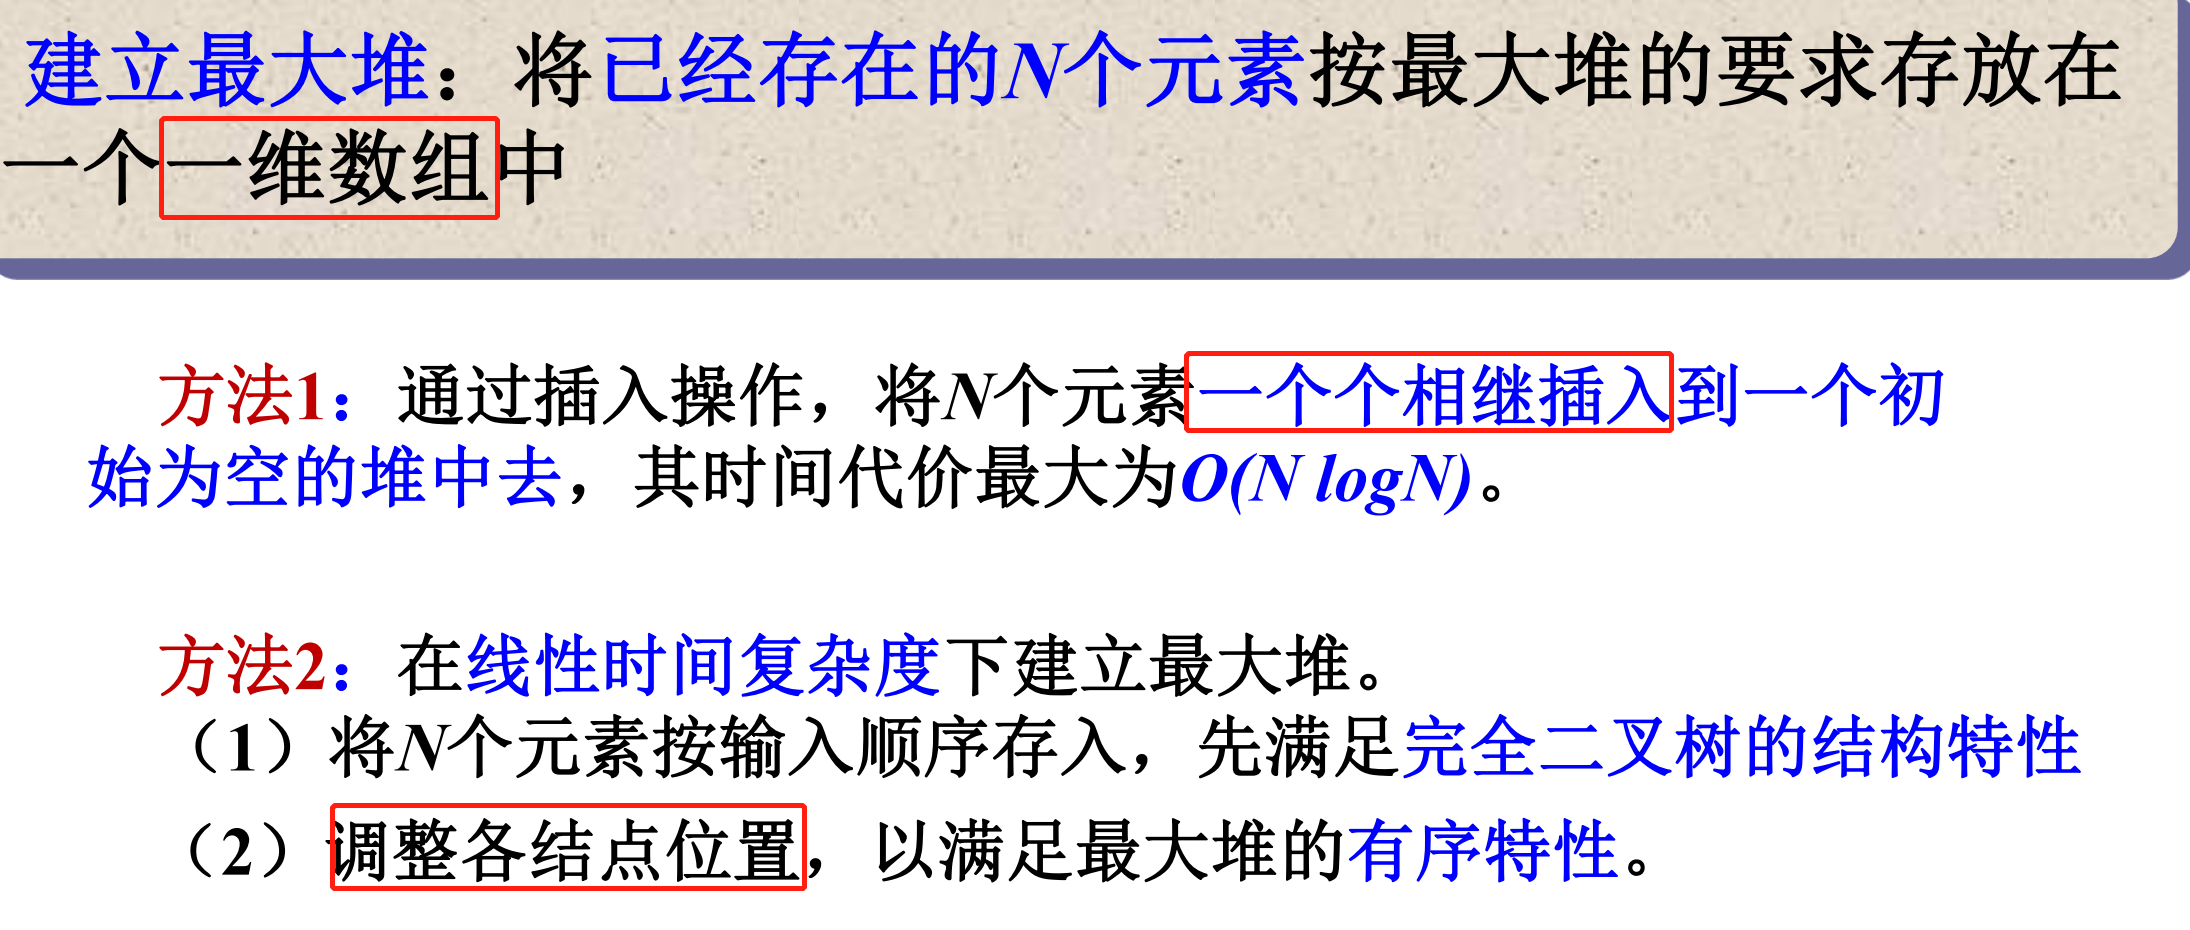 建立最大堆：将已经存在的N个元素按最大堆的要求存放在
一个一维数组中
方法1：通过插入操作，将N个元素一个个相继插入到一个初
始为空的堆中去，其时间代价最大为O(N logN)。
方法2：在线性时间复杂度下建立最大堆。
（1）将N个元素按输入顺序存入，先满足完全二叉树的结构特性
（2）调整各结点位置，以满足最大堆的有序特性。